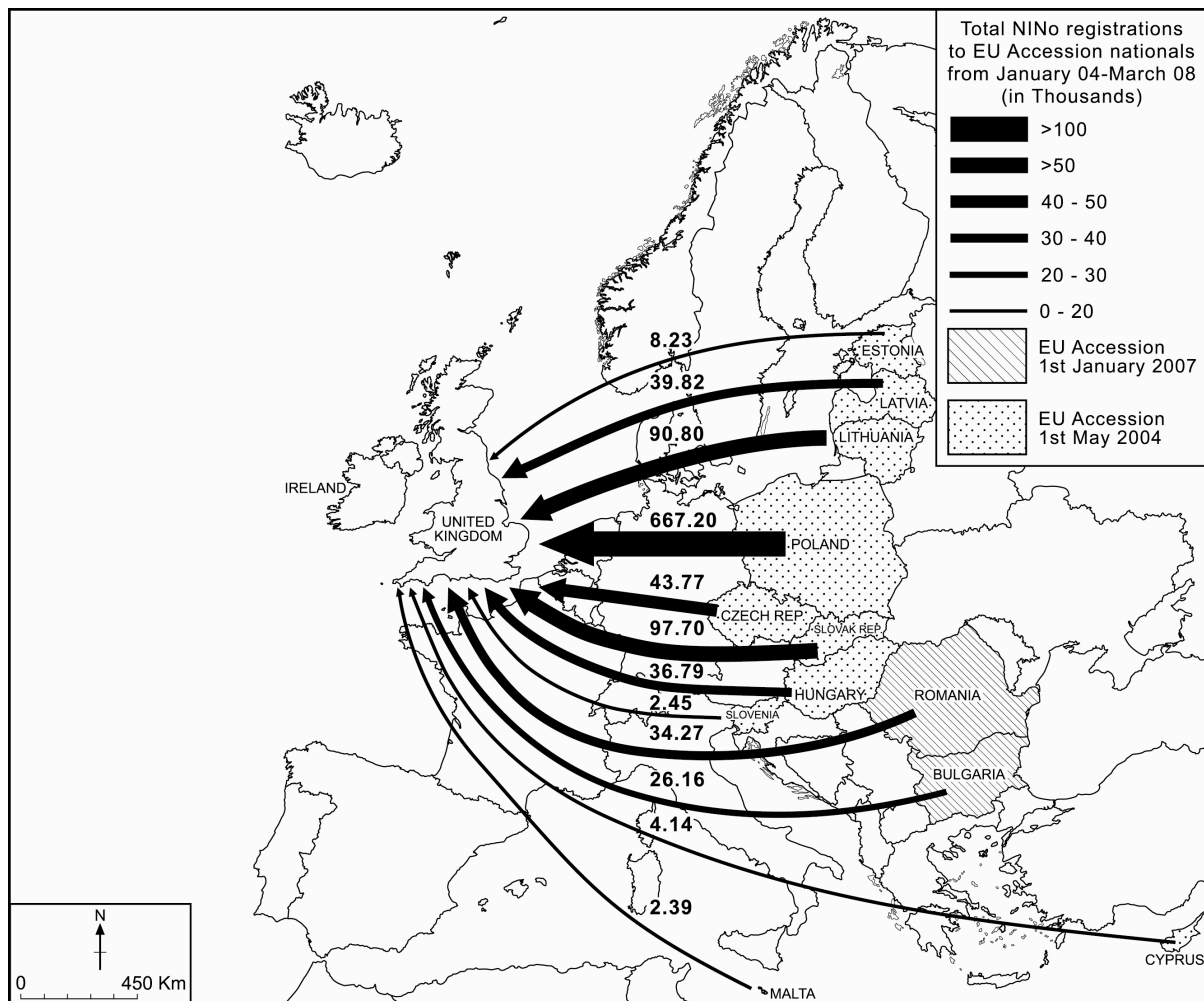 Total NINo registrations
to EU Accession nationals
from January 04-March 08
(in Thousands)
>100
>50
40 - 50
30 - 40
20 - 30
0 - 20
EU Accession
1st January 2007
EU Accession
1st May 2004
8.23
ESTONIA
39.82
LATVIA
90.80
LITHUANIA
IRELAND
UNITED
KINGDOM
667.20
POLAND
43.77
CZECH REP.
97.70
SLOVAK REP.
36.79
HUNGARY
2.45
SLOVENIA
34.27
ROMANIA
26.16
BULGARIA
4.14
2.39
CYPRUS
MALTA
N
0
450 Km